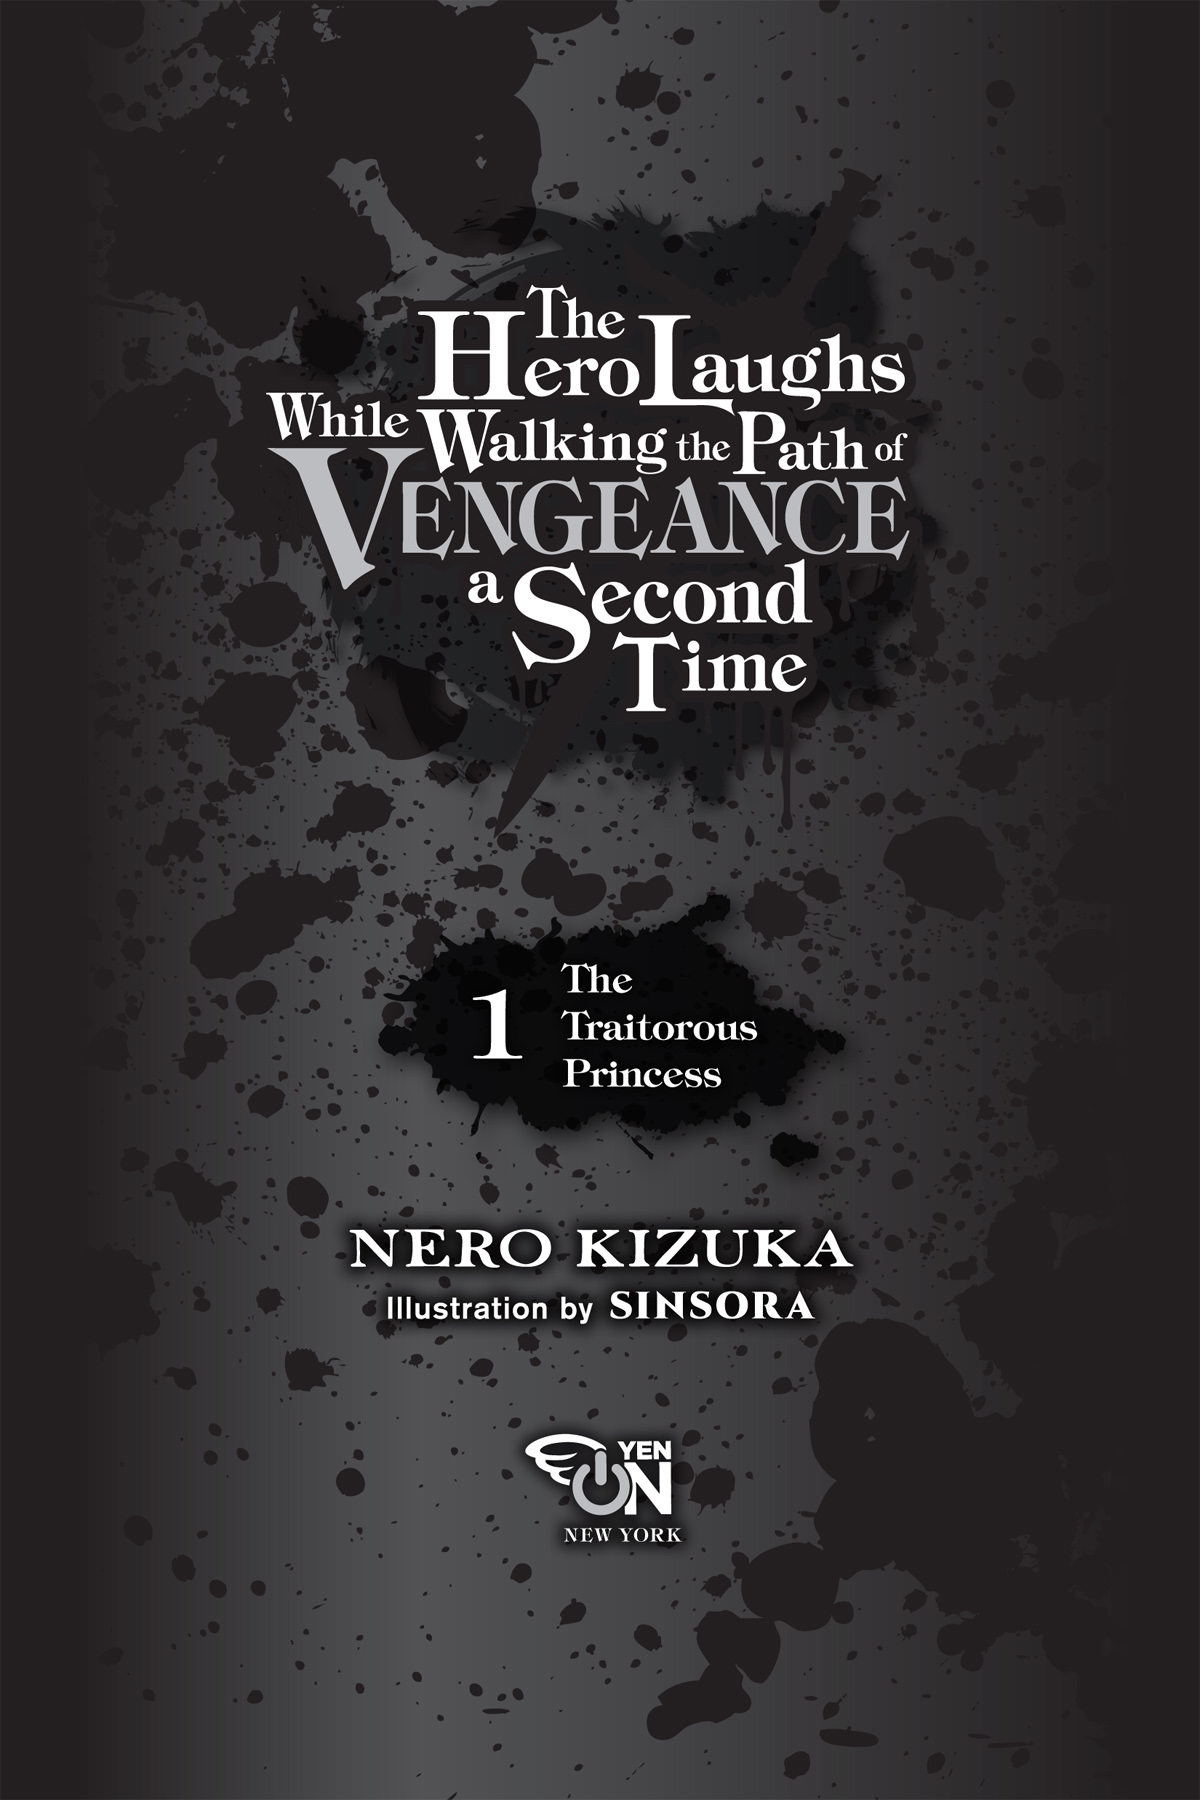 The
Hero Laughs
While Walking the Path of
VENGEANCE
a Second
Time
1
The
Traitorous
Princess
NERO KIZUKA
Illustration by SINSORA
YEN
ON
NEW YORK